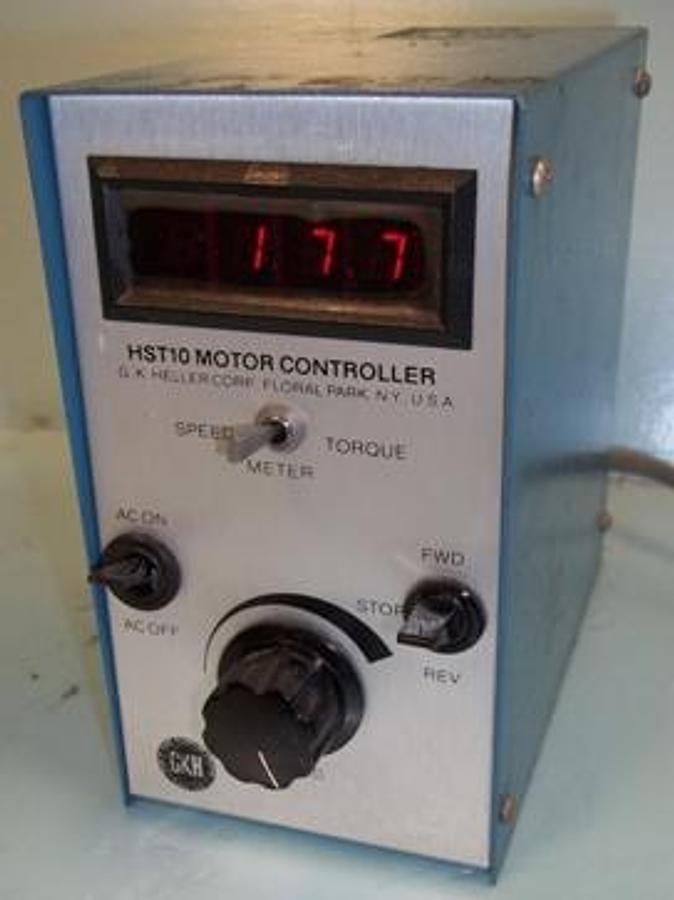 17.7
HST10 MOTOR CONTROLLER
G. K. HELLER CORP. FLORAL PARK, N.Y. U.S.A.
SPEED TORQUE
METER
AC ON
FWD
STOP
AC OFF
REV
GKH